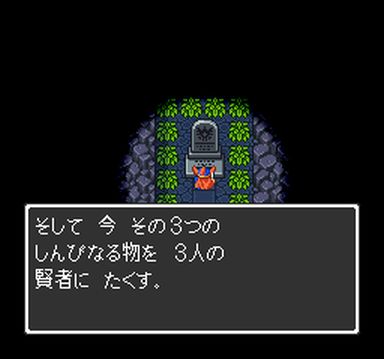 そして 今 その3つの
しんぴなる物を 3人の
賢者に たくす。